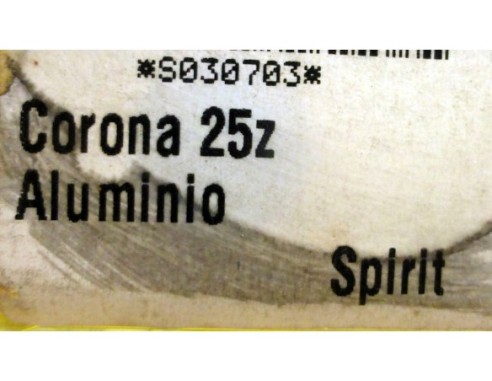 *S030703*
Corona 25z
Aluminio
Spirit